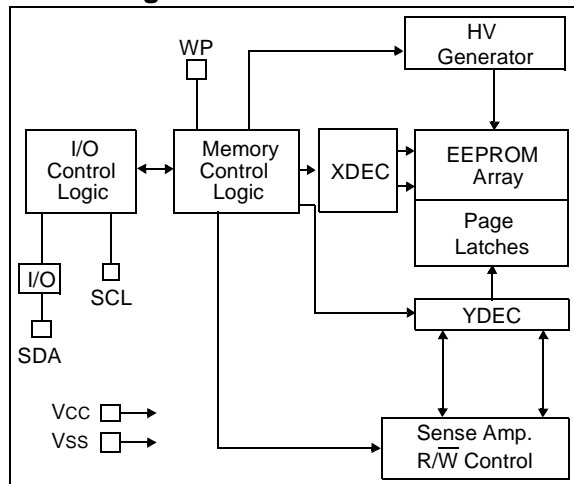 WP
HV
Generator
I/O
Control
Logic
Memory
Control
Logic
XDEC
EEPROM
Array
Page
Latches
I/O
SCL
SDA
YDEC
VCC
VSS
Sense Amp.
R/W̅ Control